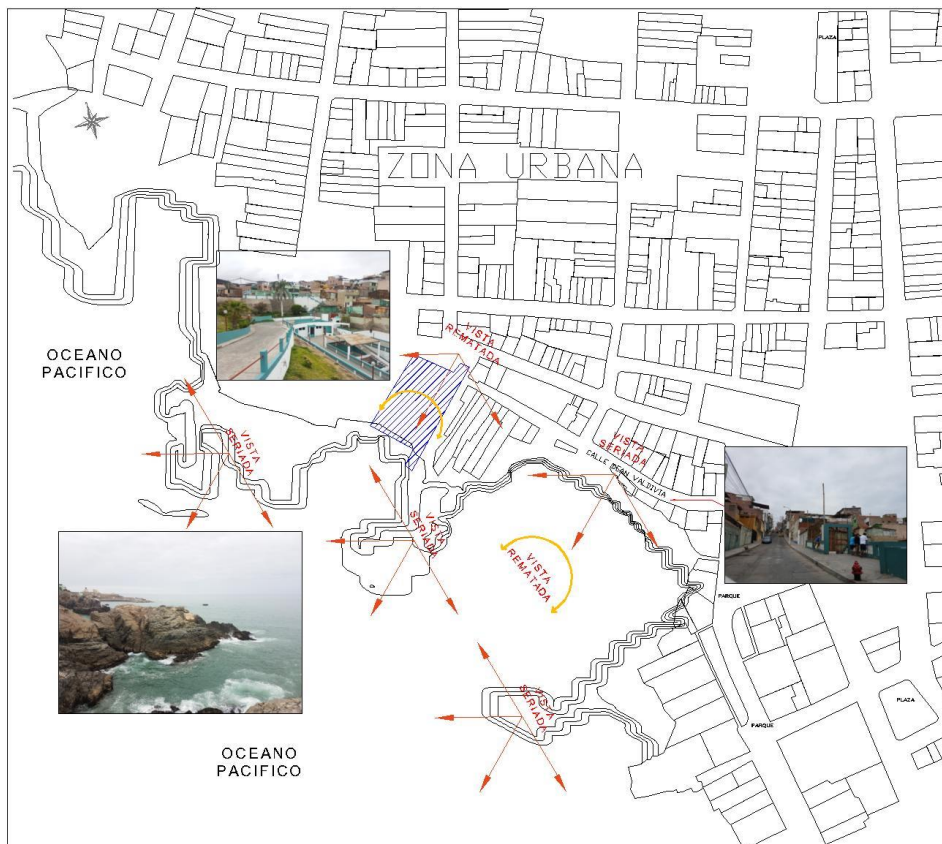 PLAZA
ZONA URBANA
VISTA
REMATADA
OCEANO
PACIFICO
VISTA
SERIADA
VISTA
SERIADA
CALLE DEAN VALDIVIA
VISTA
SERIADA
VISTA
REMATADA
PARQUE
VISTA
SERIADA
PLAZA
PARQUE
OCEANO
PACIFICO